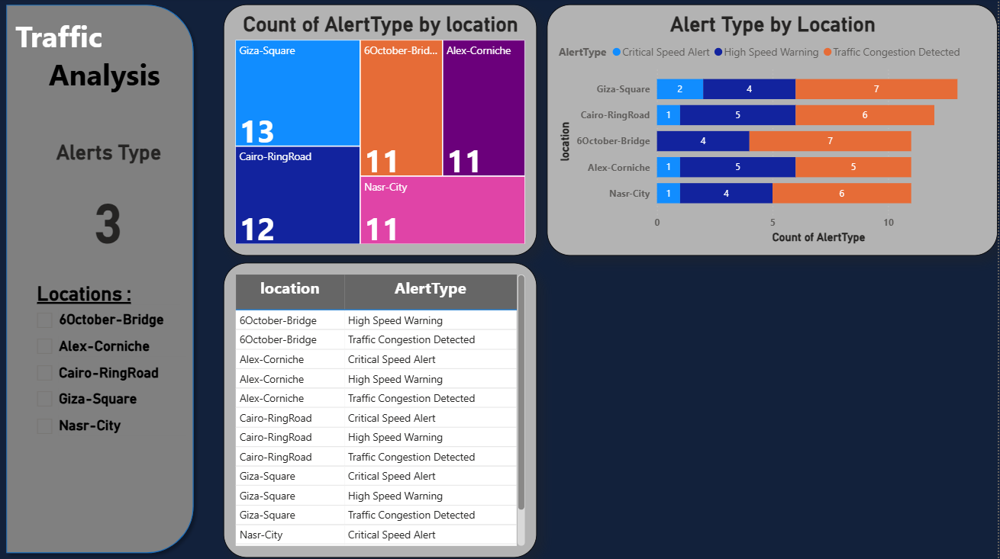 Traffic
Analysis
Alerts Type
3
Locations :
6October-Bridge
Alex-Corniche
Cairo-RingRoad
Giza-Square
Nasr-City
Count of AlertType by location
Giza-Square
13
6October-Brid...
11
Alex-Corniche
11
Cairo-RingRoad
12
Nasr-City
11
Alert Type by Location
AlertType Critical Speed Alert High Speed Warning Traffic Congestion Detected
location
Giza-Square 2 4 7
Cairo-RingRoad 1 5 6
6October-Bridge 4 7
Alex-Corniche 1 5 5
Nasr-City 1 4 6
0 5 10
Count of AlertType
location AlertType
6October-Bridge High Speed Warning
6October-Bridge Traffic Congestion Detected
Alex-Corniche Critical Speed Alert
Alex-Corniche High Speed Warning
Alex-Corniche Traffic Congestion Detected
Cairo-RingRoad Critical Speed Alert
Cairo-RingRoad High Speed Warning
Cairo-RingRoad Traffic Congestion Detected
Giza-Square Critical Speed Alert
Giza-Square High Speed Warning
Giza-Square Traffic Congestion Detected
Nasr-City Critical Speed Alert